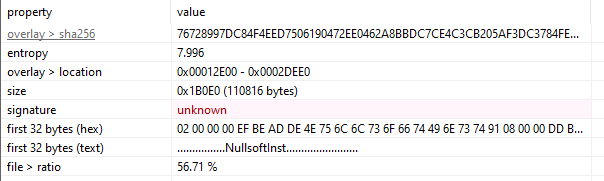 property value
overlay > sha256 76728997DC84F4EED7506190472EE0462A8BBDC7CE4C3CB205AF3DC3784FE...
entropy 7.996
overlay > location 0x00012E00 - 0x0002DEE0
size 0x1B0E0 (110816 bytes)
signature unknown
first 32 bytes (hex) 02 00 00 00 EF BE AD DE 4E 75 6C 6C 73 6F 66 74 49 6E 73 74 91 08 00 00 DD B...
first 32 bytes (text) ................NullsoftInst........................
file > ratio 56.71 %